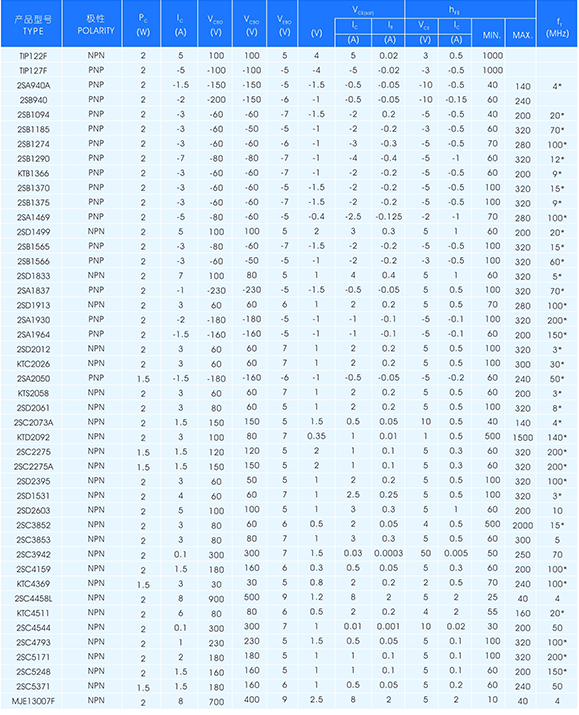 产品型号 极性 PC IC VCBO VCEO VEBO VCE(sat) hFE fT
TYPE POLARITY (W) (A) (V) (V) (V) (V) IC IB VCE IC MIN. MAX. (MHz)
(A) (A) (V) (A)
TIP122F NPN 2 5 100 100 5 4 5 0.02 3 0.5 1000
TIP127F PNP 2 -5 -100 -100 -5 -4 -5 -0.02 -3 -0.5 1000
2SA940A PNP 2 -1.5 -150 -150 -5 -1.5 -0.5 -0.05 -10 -0.5 40 140 4*
2SB940 PNP 2 -2 -200 -150 -6 -1 -0.5 -0.05 -10 -0.15 60 240
2SB1094 PNP 2 -3 -60 -60 -7 -1.5 -2 0.2 -5 -0.5 40 200 20*
2SB1185 PNP 2 -3 -60 -50 -5 -1 -2 -0.2 -3 -0.5 60 320 70*
2SB1274 PNP 2 -3 -60 -60 -6 -1 -3 -0.3 -5 -0.5 70 280 100*
2SB1290 PNP 2 -7 -80 -80 -7 -1 -4 -0.4 -5 -1 60 320 12*
KTB1366 PNP 2 -3 -60 -60 -7 -1 -2 -0.2 -5 -0.5 60 200 9*
2SB1370 PNP 2 -3 -60 -60 -5 -1.5 -2 -0.2 -5 -0.5 100 320 15*
2SB1375 PNP 2 -3 -60 -60 -7 -1.5 -2 -0.2 -5 -0.5 100 320 9*
2SA1469 PNP 2 -5 -80 -60 -5 -0.4 -2.5 -0.125 -2 -1 70 280 100*
2SD1499 NPN 2 5 100 100 5 2 3 0.3 5 1 60 200 20*
2SB1565 PNP 2 -3 -80 -60 -7 -1.5 -2 -0.2 -5 -0.5 100 320 15*
2SB1566 PNP 2 -3 -60 -50 -5 -1 -2 -0.2 -3 -0.5 100 320 60*
2SD1833 NPN 2 7 100 80 5 1 4 0.4 5 1 60 320 5*
2SA1837 PNP 2 -1 -230 -230 -5 -1.5 -0.5 -0.05 5 0.5 100 320 70*
2SD1913 NPN 2 3 60 60 6 1 2 0.2 5 0.5 70 280 100*
2SA1930 PNP 2 -2 -180 -180 -5 -1 -1 -0.1 -5 -0.1 100 320 200*
2SA1964 PNP 2 -1.5 -160 -160 -5 -1 -1 -0.1 -5 -0.1 60 200 150*
2SD2012 NPN 2 3 60 60 7 1 2 0.2 5 0.5 100 320 3*
KTC2026 NPN 2 3 60 60 7 1 2 0.2 5 0.5 100 300 30*
2SA2050 PNP 1.5 -1.5 -180 -160 -6 -1 -0.5 -0.05 -5 -0.2 60 240 50*
KTS2058 NPN 2 3 60 60 7 1 2 0.2 5 0.5 60 200 3*
2SD2061 NPN 2 3 80 60 5 1 2 0.2 5 0.5 100 320 8*
2SC2073A NPN 2 1.5 150 150 5 1.5 0.5 0.05 10 0.5 40 140 4*
KTD2092 NPN 2 3 100 80 7 0.35 1 0.01 1 0.5 500 1500 140*
2SC2275 NPN 1.5 1.5 120 120 5 2 1 0.1 5 0.3 60 320 200*
2SC2275A NPN 1.5 1.5 150 150 5 2 1 0.1 5 0.3 60 320 200*
2SD2395 NPN 2 3 60 50 5 1 2 0.2 5 0.5 100 320 100*
2SD1531 NPN 2 4 60 60 7 1 2.5 0.25 5 0.5 100 320 3*
2SD2603 NPN 2 5 100 100 5 1 3 0.3 5 1 60 200 10
2SC3852 NPN 2 3 80 60 6 0.5 2 0.05 4 0.5 500 2000 15*
2SC3853 NPN 2 3 80 80 7 1 3 0.3 5 0.5 60 300 5
2SC3942 NPN 2 0.1 300 300 7 1.5 0.03 0.0003 50 0.005 50 250 70
2SC4159 NPN 2 1.5 180 160 6 0.3 0.5 0.05 5 0.3 60 200 100*
KTC4369 NPN 1.5 3 30 30 5 0.8 2 0.2 2 0.5 70 240 100*
2SC4458L NPN 2 8 900 500 9 1.2 8 2 5 2 25 40 4
KTC4511 NPN 2 6 80 80 6 0.5 2 0.2 4 2 55 160 20*
2SC4544 NPN 2 0.1 300 300 7 1 0.01 0.001 10 0.02 30 200 50
2SC4793 NPN 2 1 230 230 5 1.5 0.5 0.05 5 0.1 100 320 100*
2SC5171 NPN 2 2 180 180 5 1 1 0.1 5 0.1 100 320 200*
2SC5248 NPN 2 1.5 160 160 5 1 1 0.1 5 0.1 60 200 150*
2SC5371 NPN 1.5 1.5 180 160 6 1 0.5 0.05 5 0.2 60 240 50
MJE13007F NPN 2 8 700 400 9 2.5 8 2 5 2 10 40 4